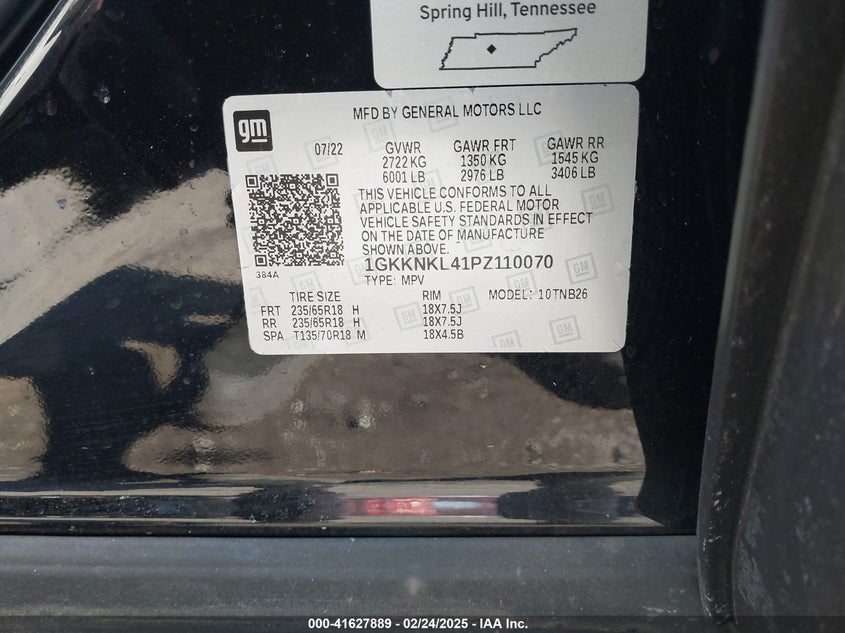 Spring Hill, Tennessee
gm
MFD BY GENERAL MOTORS LLC
07/22 GVWR GAWR FRT GAWR RR
2722 KG 1350 KG 1545 KG
6001 LB 2976 LB 3406 LB
THIS VEHICLE CONFORMS TO ALL
APPLICABLE U.S. FEDERAL MOTOR
VEHICLE SAFETY STANDARDS IN EFFECT
ON THE DATE OF MANUFACTURE
SHOWN ABOVE.
384A
1GKKNKL41PZ110070
TYPE: MPV MODEL: 10TNB26
TIRE SIZE RIM
FRT 235/65R18 H 18X7.5J
RR 235/65R18 H 18X7.5J
SPA T135/70R18 M 18X4.5B
000-41627889 / 02/24/2025 - IAA Inc.